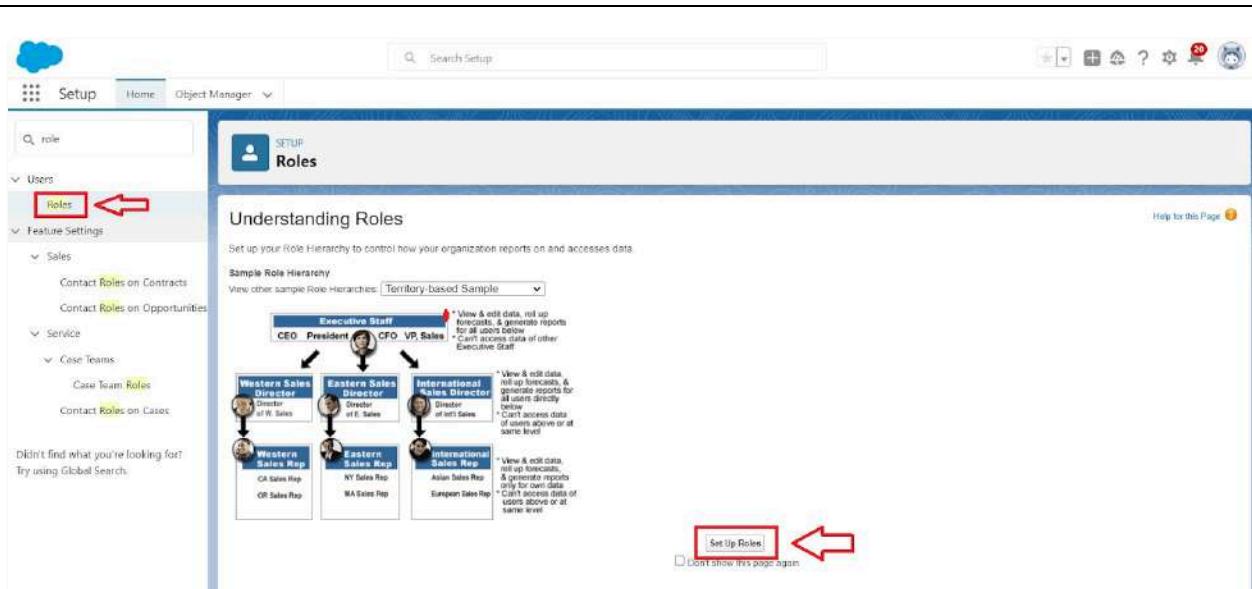 Search Setup
20
Setup
Home
Object Manager
role
Users
Roles
Feature Settings
Sales
Contact Roles on Contracts
Contact Roles on Opportunities
Service
Case Teams
Case Team Roles
Contact Roles on Cases
Didn't find what you're looking for?
Try using Global Search.
SETUP
Roles
Understanding Roles
Help for this Page
Set up your Role Hierarchy to control how your organization reports on and accesses data.
Sample Role Hierarchy
View other sample Role Hierarchies: Territory-based Sample
Executive Staff
CEO President CFO VP, Sales
* View & edit data, roll up
forecasts, & generate reports
for all users below
* Can't access data of other
Executive Staff
Western Sales
Director
Director
of W. Sales
Eastern Sales
Director
Director
of E. Sales
International
Sales Director
Director
of Int'l Sales
* View & edit data,
roll up forecasts, &
generate reports for
all users directly
below
* Can't access data
of users above or at
same level
Western
Sales Rep
CA Sales Rep
OR Sales Rep
Eastern
Sales Rep
NY Sales Rep
MA Sales Rep
International
Sales Rep
Asian Sales Rep
European Sales Rep
* View & edit data,
roll up forecasts,
& generate reports
only for own data
* Can't access data of
users above or at
same level
Set Up Roles
Don't show this page again